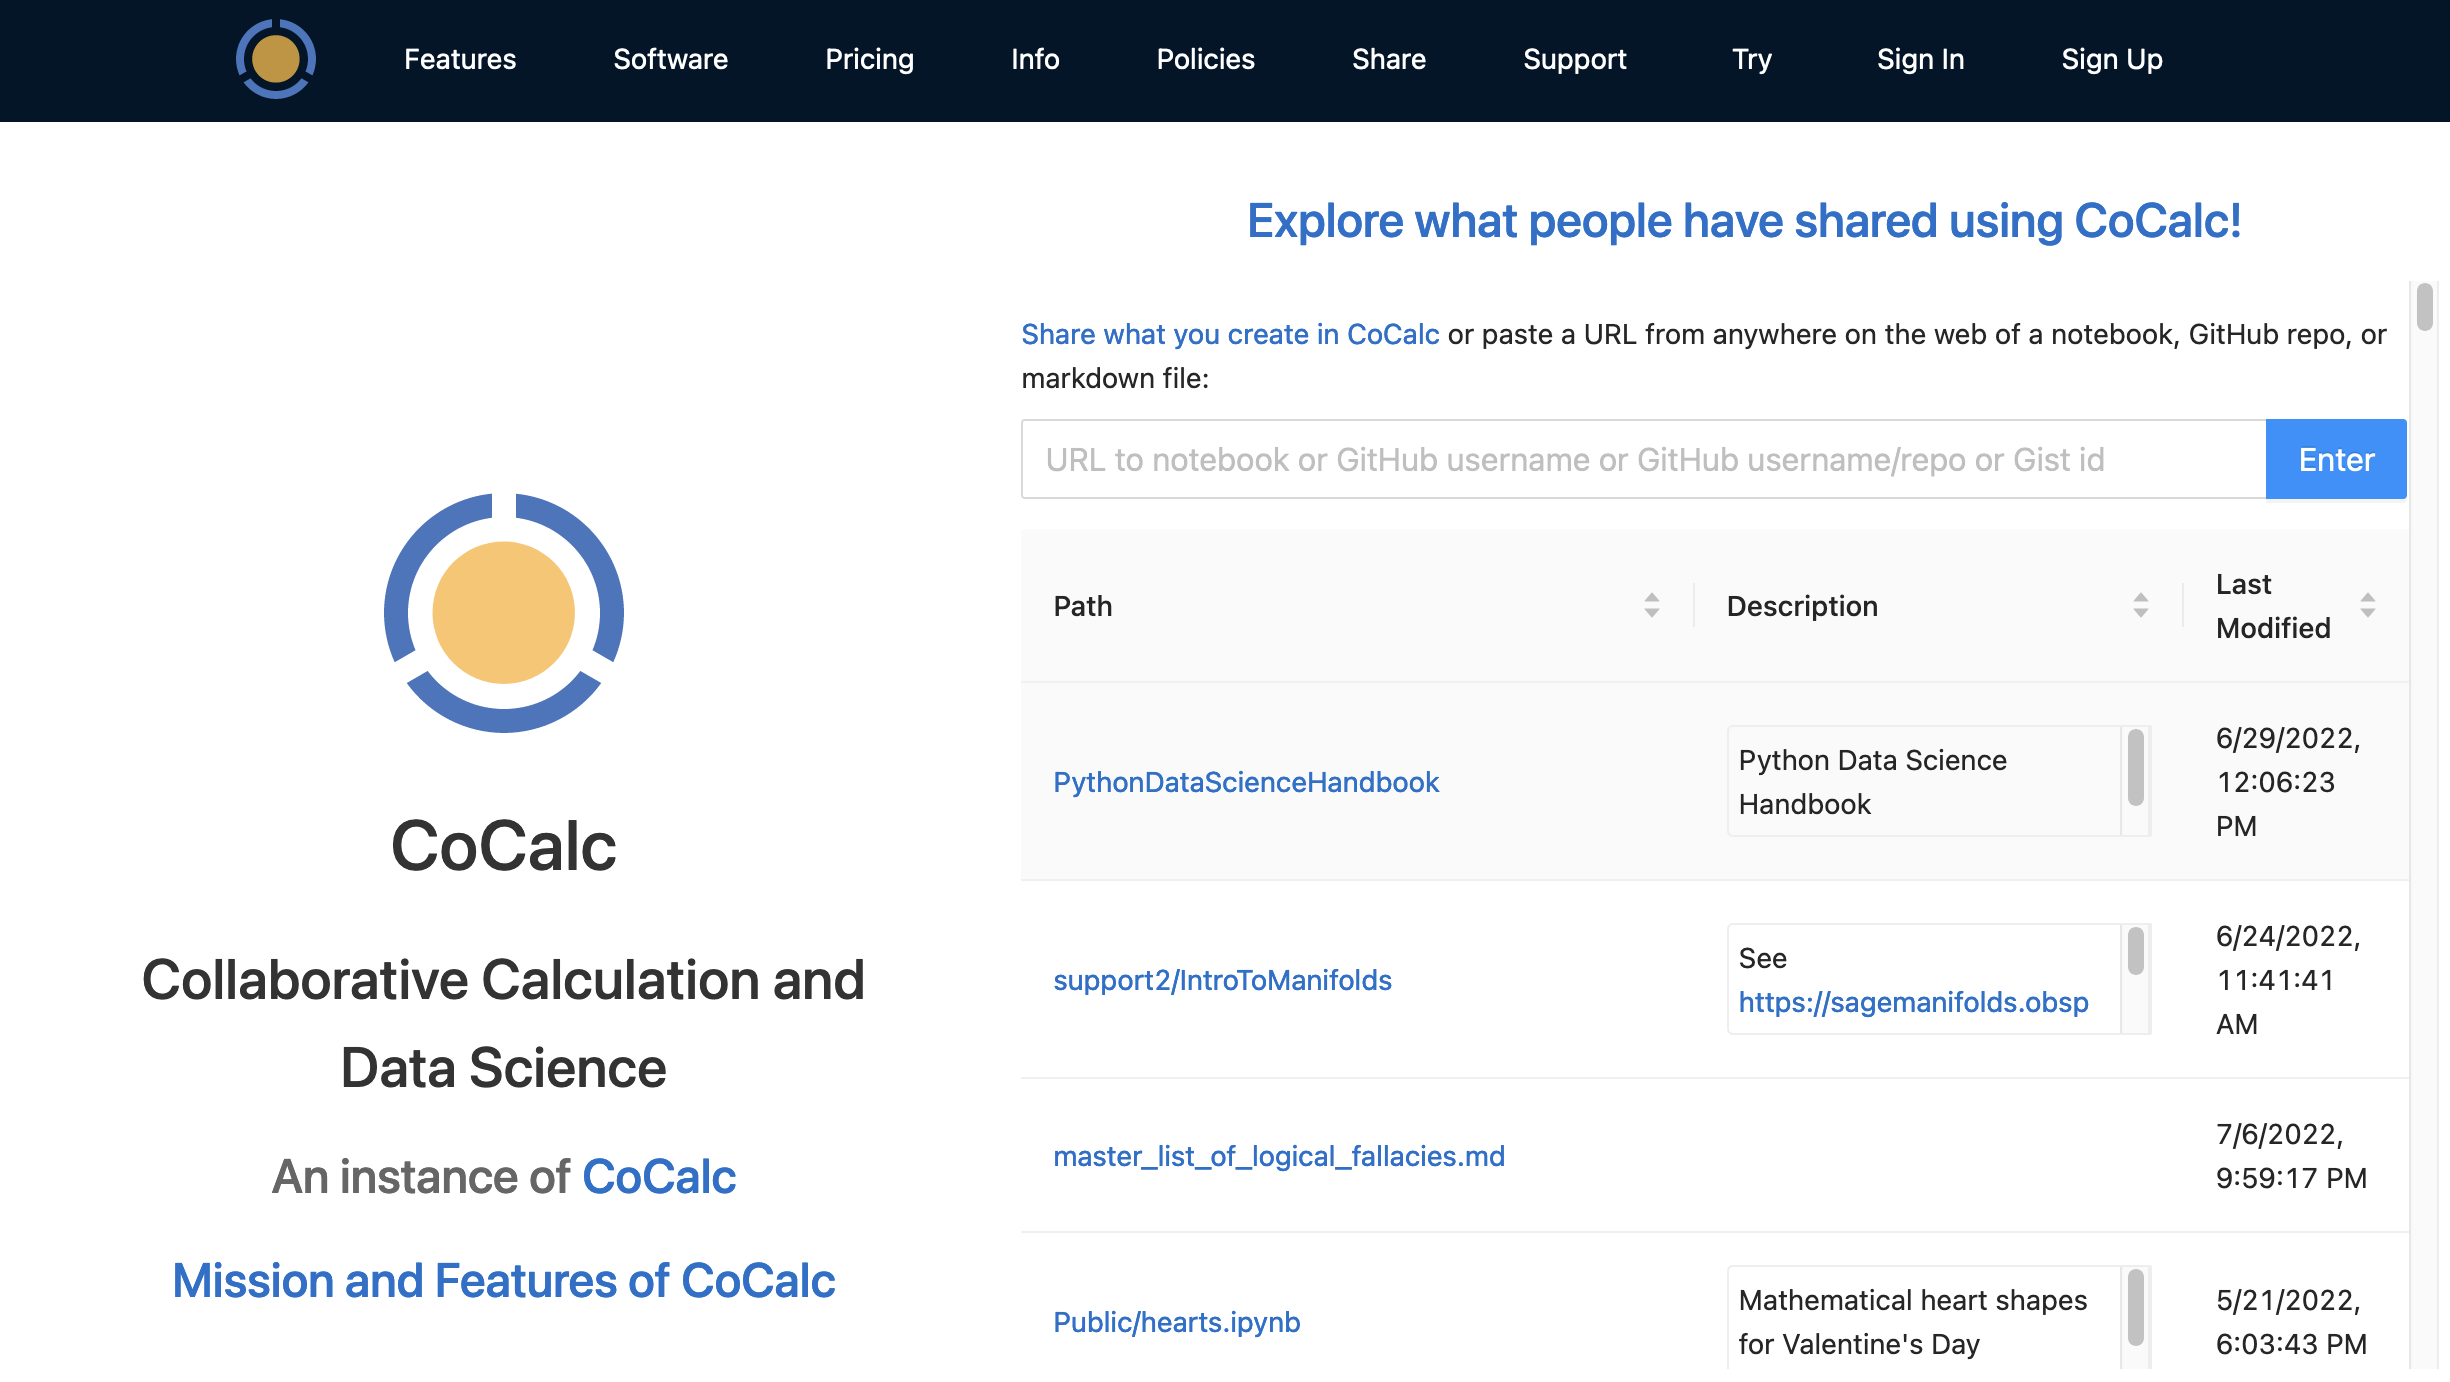 Features Software Pricing Info Policies Share Support Try Sign In Sign Up
CoCalc
Collaborative Calculation and
Data Science
An instance of CoCalc
Mission and Features of CoCalc
Explore what people have shared using CoCalc!
Share what you create in CoCalc or paste a URL from anywhere on the web of a notebook, GitHub repo, or
markdown file:
URL to notebook or GitHub username or GitHub username/repo or Gist id
Enter
Path
Description
Last
Modified
PythonDataScienceHandbook
Python Data Science
Handbook
6/29/2022,
12:06:23
PM
support2/IntroToManifolds
See
https://sagemanifolds.obsp
6/24/2022,
11:41:41
AM
master_list_of_logical_fallacies.md
7/6/2022,
9:59:17 PM
Public/hearts.ipynb
Mathematical heart shapes
for Valentine's Day
5/21/2022,
6:03:43 PM